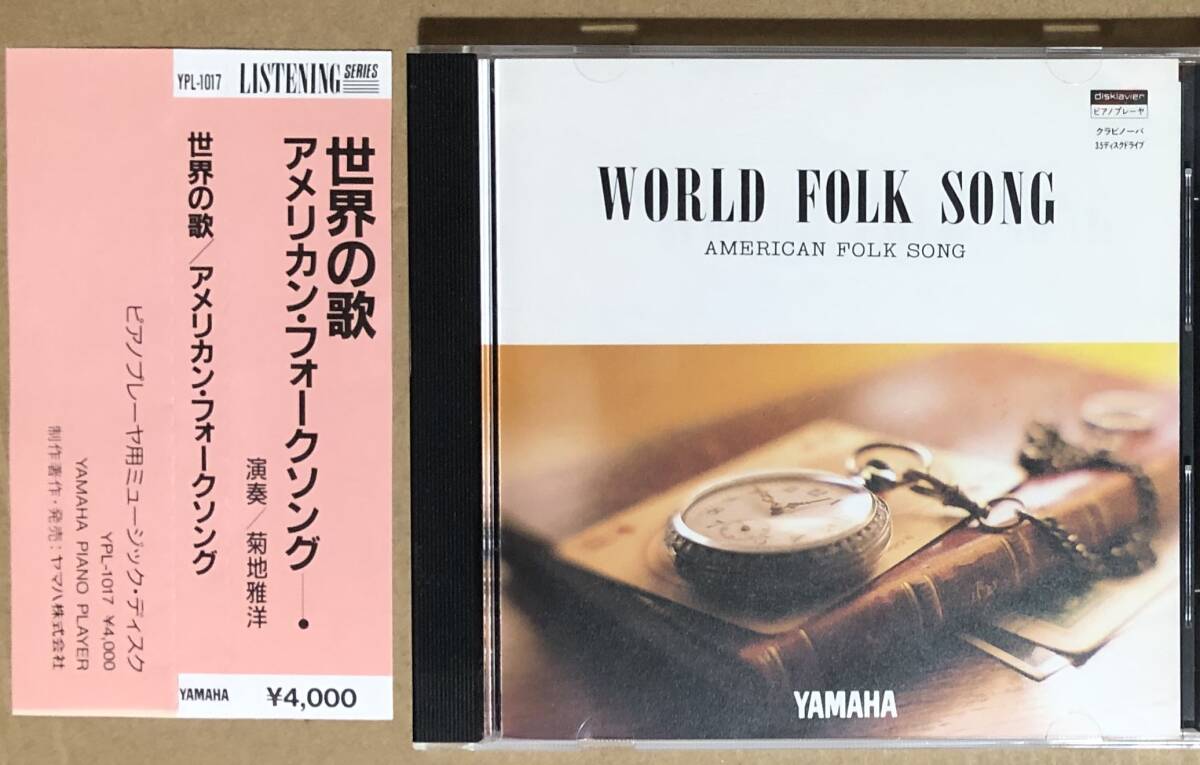 YPL-1017 LISTENING SERIES
世界の歌
アメリカン・フォークソング
演奏/菊地雅洋
世界の歌/アメリカン・フォークソング
YAMAHA ¥4,000
ピアノプレーヤ用ミュージック・ディスク
YPL-1017 ¥4,000
YAMAHA PIANO PLAYER
制作著作・発売:ヤマハ株式会社
disklavier
ピアノプレーヤ
クラビノーバ
3.5ディスクドライブ
WORLD FOLK SONG
AMERICAN FOLK SONG
YAMAHA